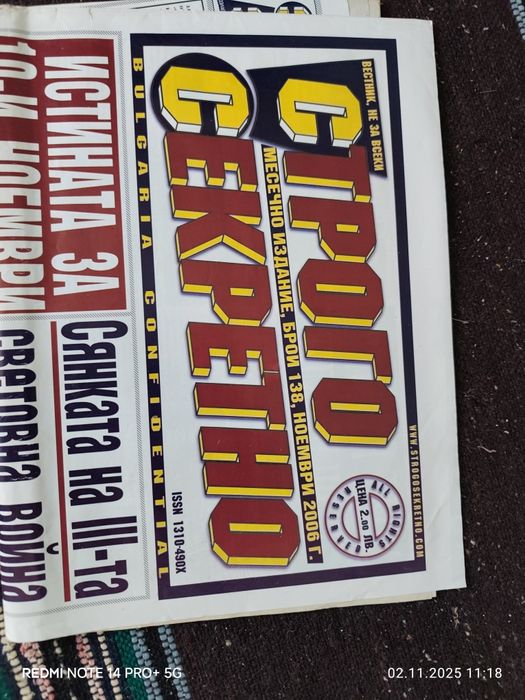 ВЕСТНИК, НЕ ЗА ВСЕКИ
СТРОГО
WWW.STROGOSEKRETNO.COM
МЕСЕЧНО ИЗДАНИЕ, БРОЙ 138, НОЕМВРИ 2006 Г.
СЕКРЕТНО
ALL RIGHTS RESERVED
ЦЕНА 2.00 ЛВ.
ISSN 1310-490X
BULGARIA CONFIDENTIAL
ИСТИНАТА ЗА
10-И НОЕМВРИ
Сянката на III-та
световна война
REDMI NOTE 14 PRO+ 5G
02.11.2025 11:18